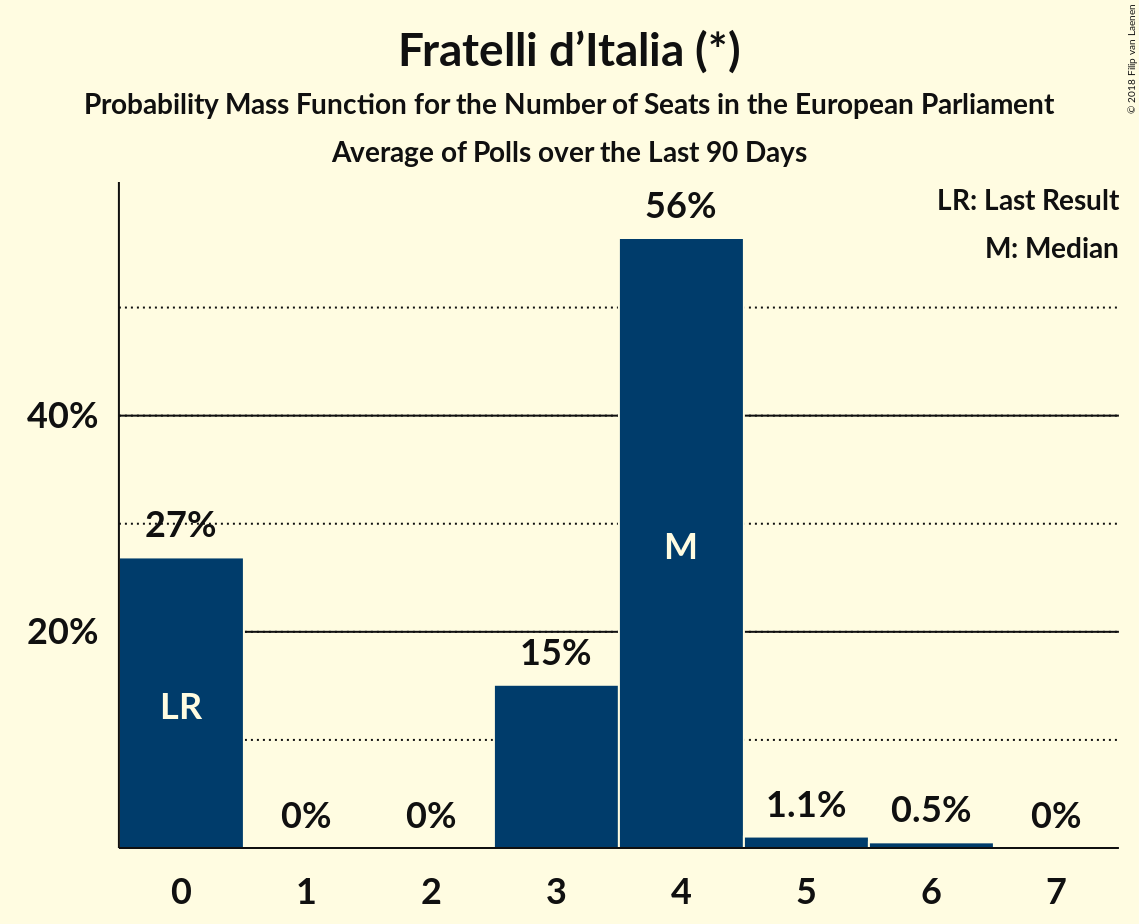 Fratelli d’Italia (*)
Probability Mass Function for the Number of Seats in the European Parliament
Average of Polls over the Last 90 Days
© 2018 Filip van Laenen
LR: Last Result
M: Median
56%
40%
27%
M
20%
15%
LR
0%
0%
1.1%
0.5%
0%
0 1 2 3 4 5 6 7